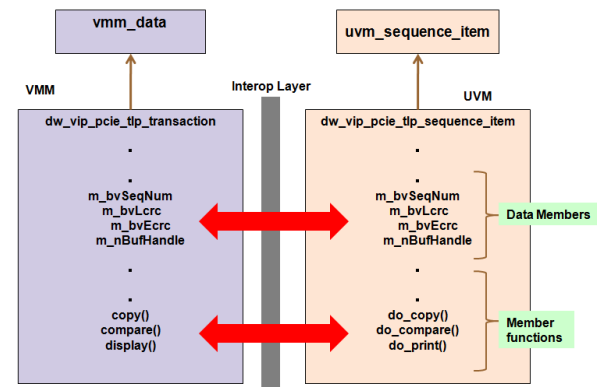 vmm_data
uvm_sequence_item
VMM
Interop Layer
UVM
dw_vip_pcie_tlp_transaction
.
.
m_bvSeqNum
m_bvLcrc
m_bvEcrc
m_nBufHandle
.
.
copy()
compare()
display()
dw_vip_pcie_tlp_sequence_item
.
.
m_bvSeqNum
m_bvLcrc
m_bvEcrc
m_nBufHandle
.
.
do_copy()
do_compare()
do_print()
Data Members
Member
functions